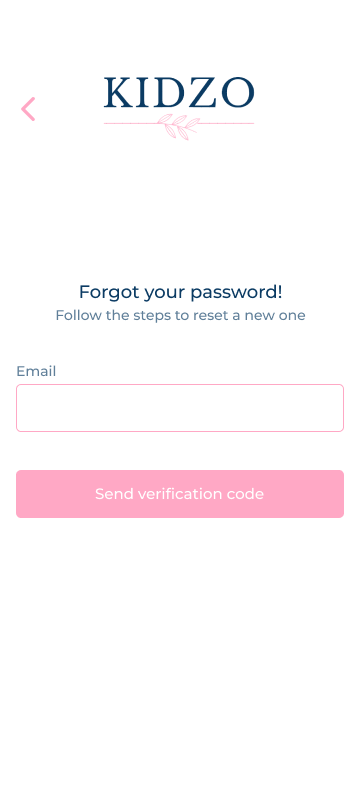 KIDZO
Forgot your password!
Follow the steps to reset a new one
Email
Send verification code